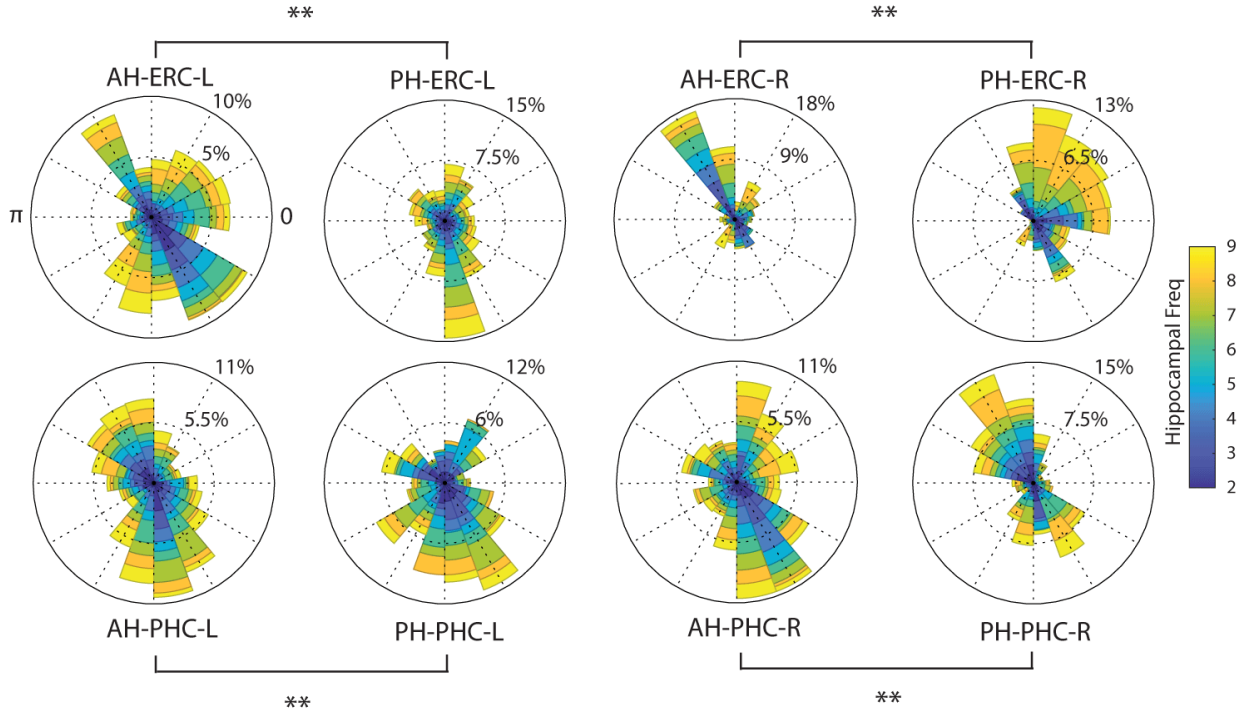 ** **
AH-ERC-L PH-ERC-L AH-ERC-R PH-ERC-R
10% 15% 18% 13%
5% 7.5% 9% 6.5%
π 0
11% 12% 11% 15%
5.5% 6% 5.5% 7.5%
Hippocampal Freq
9
8
7
6
5
4
3
2
AH-PHC-L PH-PHC-L AH-PHC-R PH-PHC-R
** **